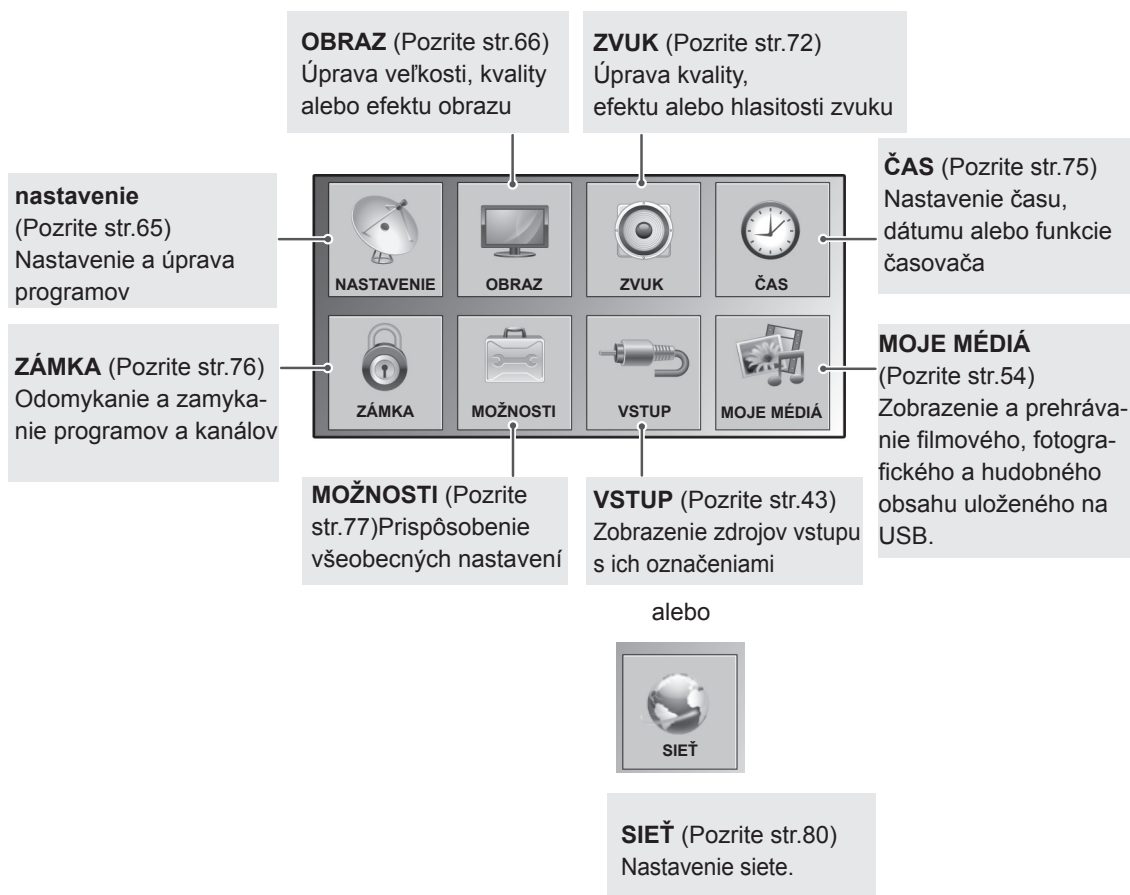 OBRAZ (Pozrite str.66)
Úprava veľkosti, kvality
alebo efektu obrazu
ZVUK (Pozrite str.72)
Úprava kvality,
efektu alebo hlasitosti zvuku
nastavenie
(Pozrite str.65)
Nastavenie a úprava
programov
ČAS (Pozrite str.75)
Nastavenie času,
dátumu alebo funkcie
časovača
NASTAVENIE
OBRAZ
ZVUK
ČAS
ZÁMKA (Pozrite str.76)
Odomykanie a zamyka-
nie programov a kanálov
ZÁMKA
MOŽNOSTI
VSTUP
MOJE MÉDIÁ
MOJE MÉDIÁ
(Pozrite str.54)
Zobrazenie a prehráva-
nie filmového, fotogra-
fického a hudobného
obsahu uloženého na
USB.
MOŽNOSTI (Pozrite
str.77)Prispôsobenie
všeobecných nastavení
VSTUP (Pozrite str.43)
Zobrazenie zdrojov vstupu
s ich označeniami
alebo
SIEŤ
SIEŤ (Pozrite str.80)
Nastavenie siete.